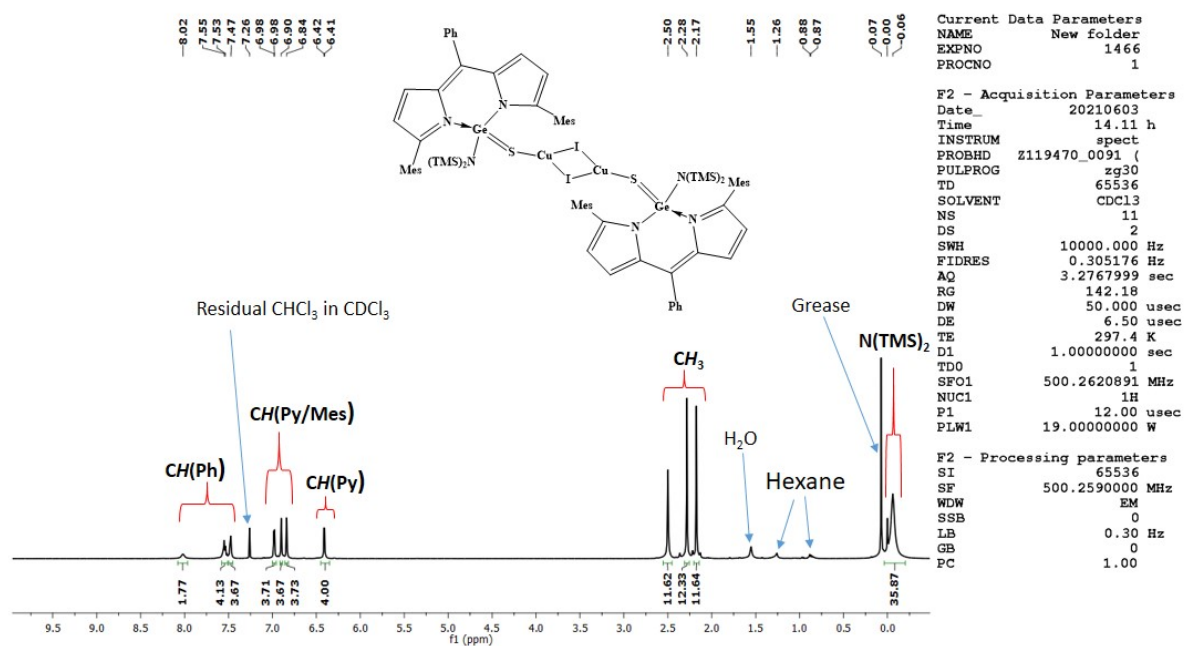 8.02
7.55
7.53
7.47
7.26
6.98
6.98
6.90
6.84
6.42
6.41
2.50
2.28
2.17
1.55
1.26
0.88
0.87
0.07
0.00
-0.06
Ph
N
N
Mes
Ge
Mes
(TMS)₂N
S
Cu
I
I
Cu
S
N(TMS)₂
Mes
Mes
Ge
N
N
Ph
Current Data Parameters
NAME New folder
EXPNO 1466
PROCNO 1
F2 - Acquisition Parameters
Date_ 20210603
Time 14.11 h
INSTRUM spect
PROBHD Z119470_0091 (
PULPROG zg30
TD 65536
SOLVENT CDCl3
NS 11
DS 2
SWH 10000.000 Hz
FIDRES 0.305176 Hz
AQ 3.2767999 sec
RG 142.18
DW 50.000 usec
DE 6.50 usec
TE 297.4 K
D1 1.00000000 sec
TD0 1
SFO1 500.2620891 MHz
NUC1 1H
P1 12.00 usec
PLW1 19.00000000 W
F2 - Processing parameters
SI 65536
SF 500.2590000 MHz
WDW EM
SSB 0
LB 0.30 Hz
GB 0
PC 1.00
Residual CHCl₃ in CDCl₃
Grease
N(TMS)₂
CH₃
CH(Py/Mes)
H₂O
CH(Ph)
CH(Py)
Hexane
1.77
4.13
3.67
3.71
3.67
3.73
4.00
11.62
12.33
11.64
35.87
9.5 9.0 8.5 8.0 7.5 7.0 6.5 6.0 5.5 5.0 4.5 4.0 3.5 3.0 2.5 2.0 1.5 1.0 0.5 0.0
f1 (ppm)